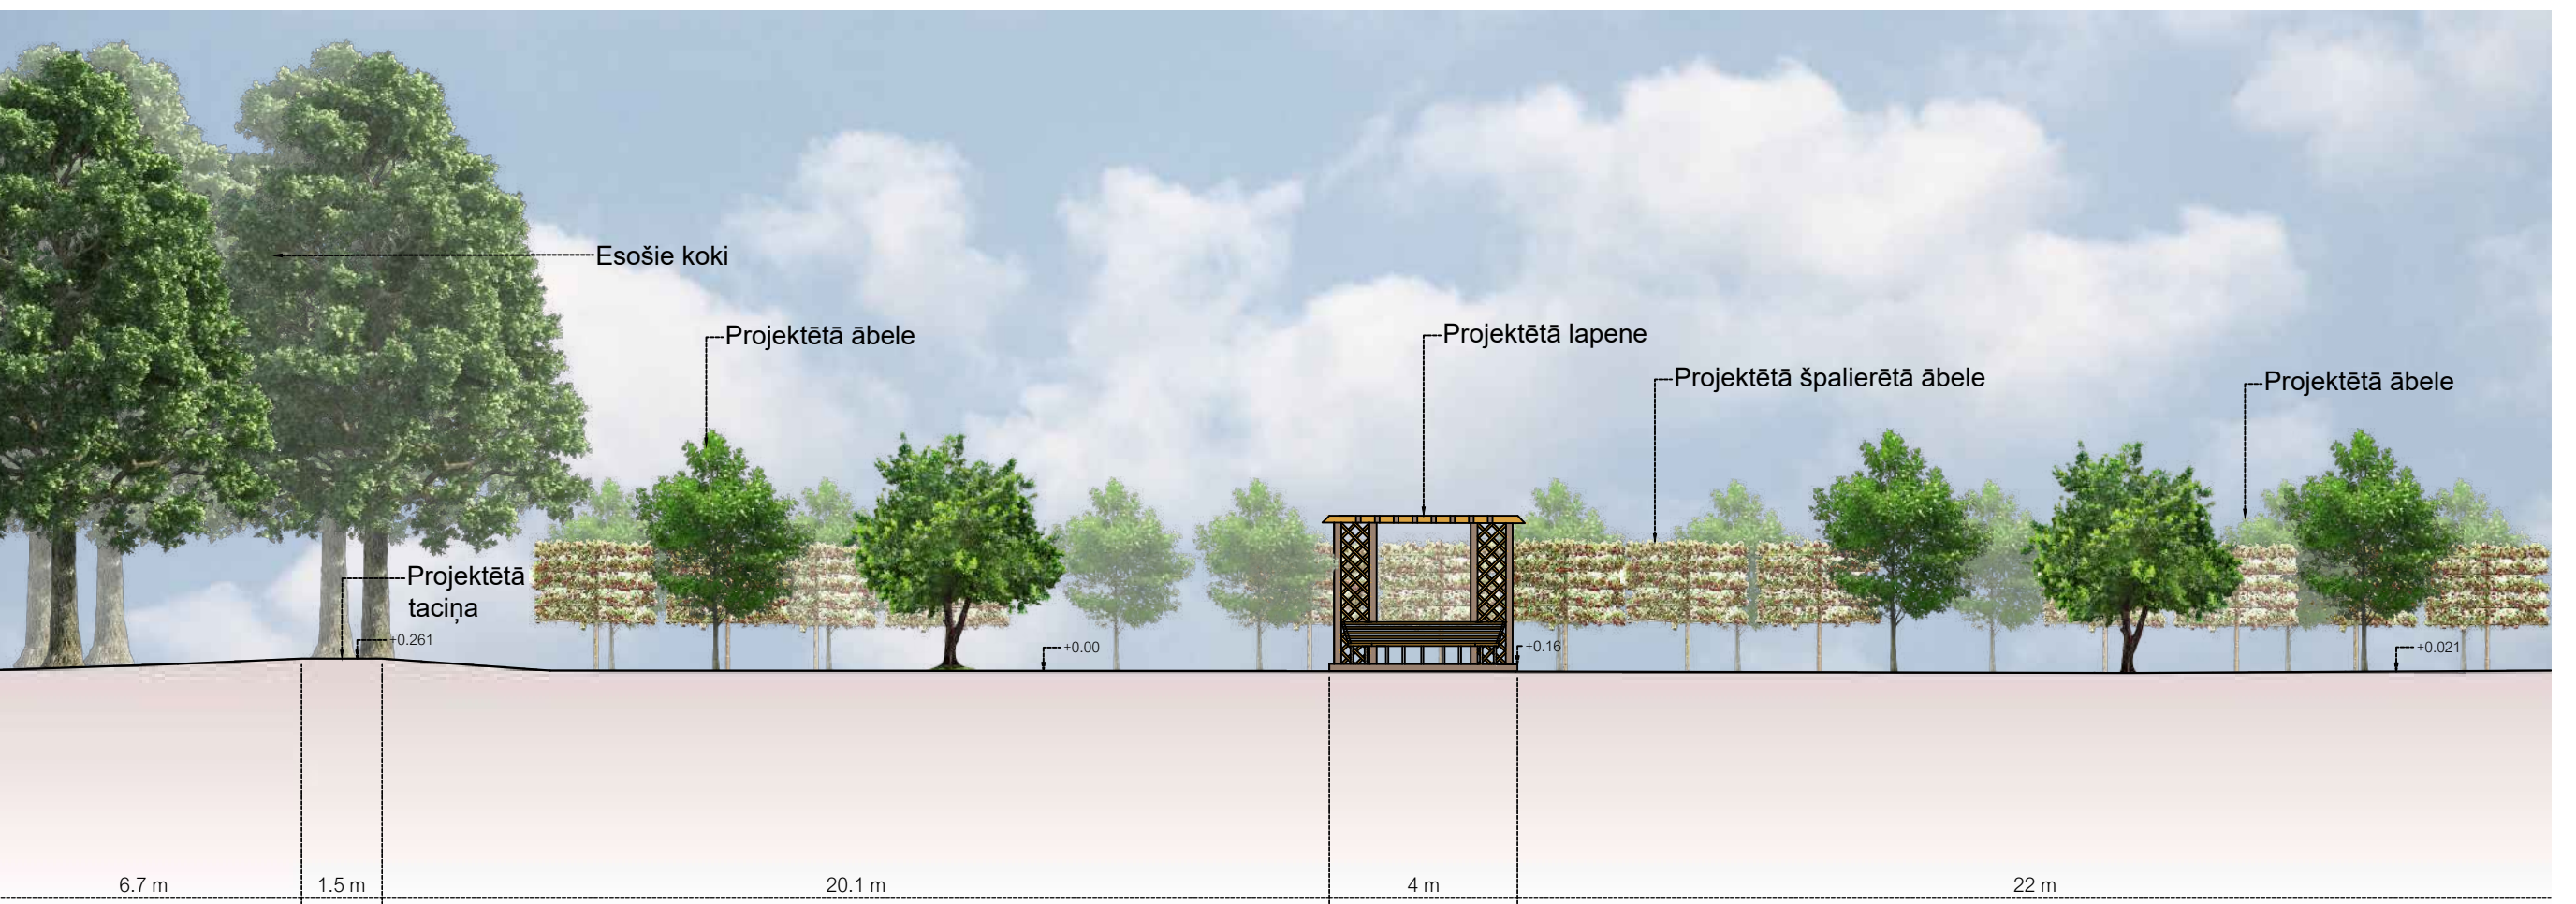 Esošie koki
Projektētā ābele
Projektētā lapene
Projektētā špalierētā ābele
Projektētā ābele
Projektētā
taciņa
+0.261
+0.00
+0.16
+0.021
6.7 m
1.5 m
20.1 m
4 m
22 m